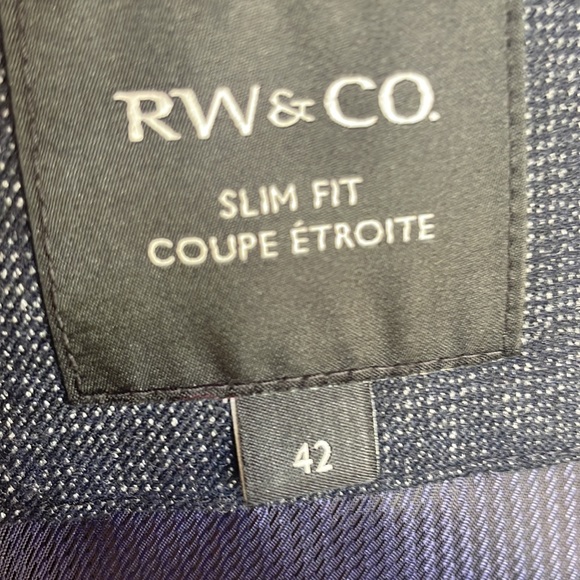 RW&CO.
SLIM FIT
COUPE ÉTROITE
42